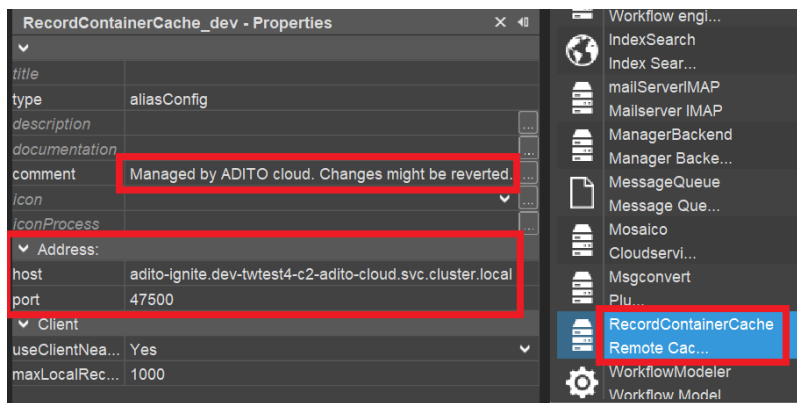 RecordContainerCache_dev - Properties
title
type aliasConfig
description ...
documentation ...
comment Managed by ADITO cloud. Changes might be reverted. ...
icon ...
iconProcess ...
Address:
host adito-ignite.dev-twtest4-c2-adito-cloud.svc.cluster.local
port 47500
Client
useClientNea... Yes
maxLocalRec... 1000
Workflow engi...
IndexSearch
Index Sear...
mailServerIMAP
Mailserver IMAP
ManagerBackend
Manager Backe...
MessageQueue
Message Que...
Mosaico
Cloudservi...
Msgconvert
Plu...
RecordContainerCache
Remote Cac...
WorkflowModeler
Workflow Model